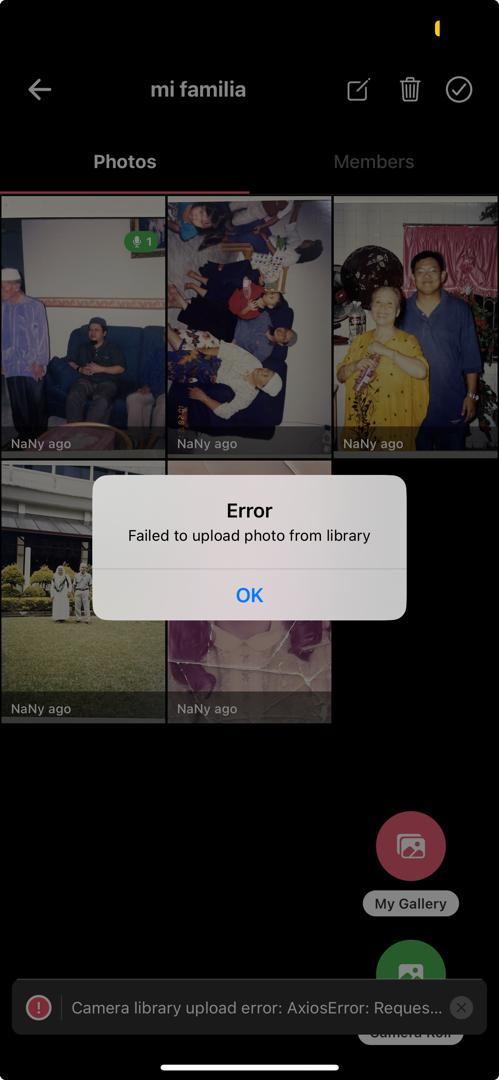 mi familia
Photos
Members
1
NaNy ago
NaNy ago
NaNy ago
Error
Failed to upload photo from library
OK
NaNy ago
NaNy ago
My Gallery
Camera library upload error: AxiosError: Reques...
Camera Roll